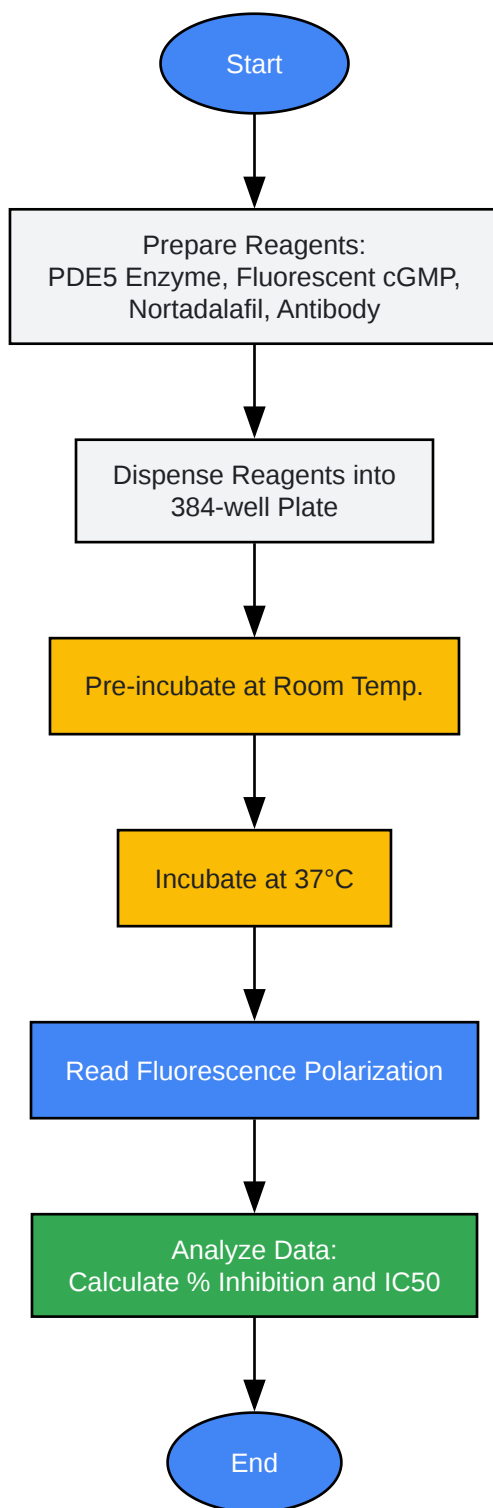 Start
Prepare Reagents:
PDE5 Enzyme, Fluorescent cGMP,
Nortadalafil, Antibody
Dispense Reagents into
384-well Plate
Pre-incubate at Room Temp.
Incubate at 37°C
Read Fluorescence Polarization
Analyze Data:
Calculate % Inhibition and IC50
End